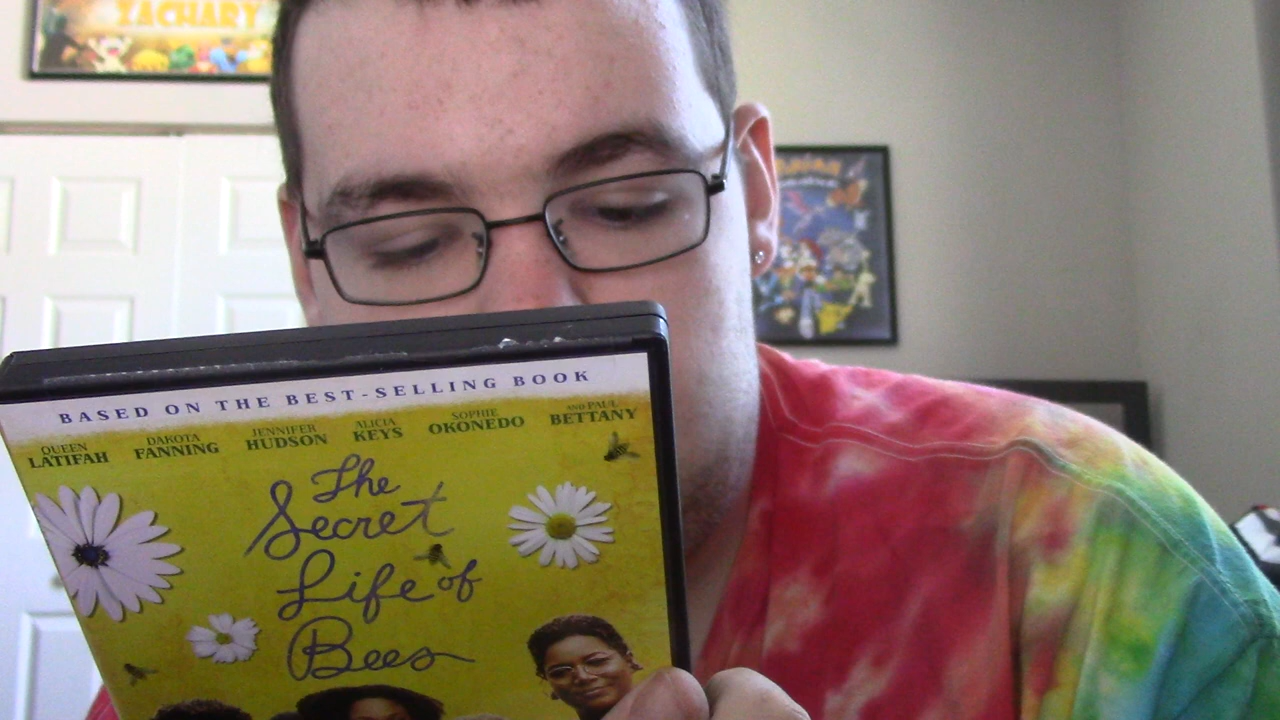 ZACHARY
BASED ON THE BEST-SELLING BOOK
QUEEN LATIFAH
DAKOTA FANNING
JENNIFER HUDSON
ALICIA KEYS
SOPHIE OKONEDO
AND PAUL BETTANY
The
Secret
Life of
Bees